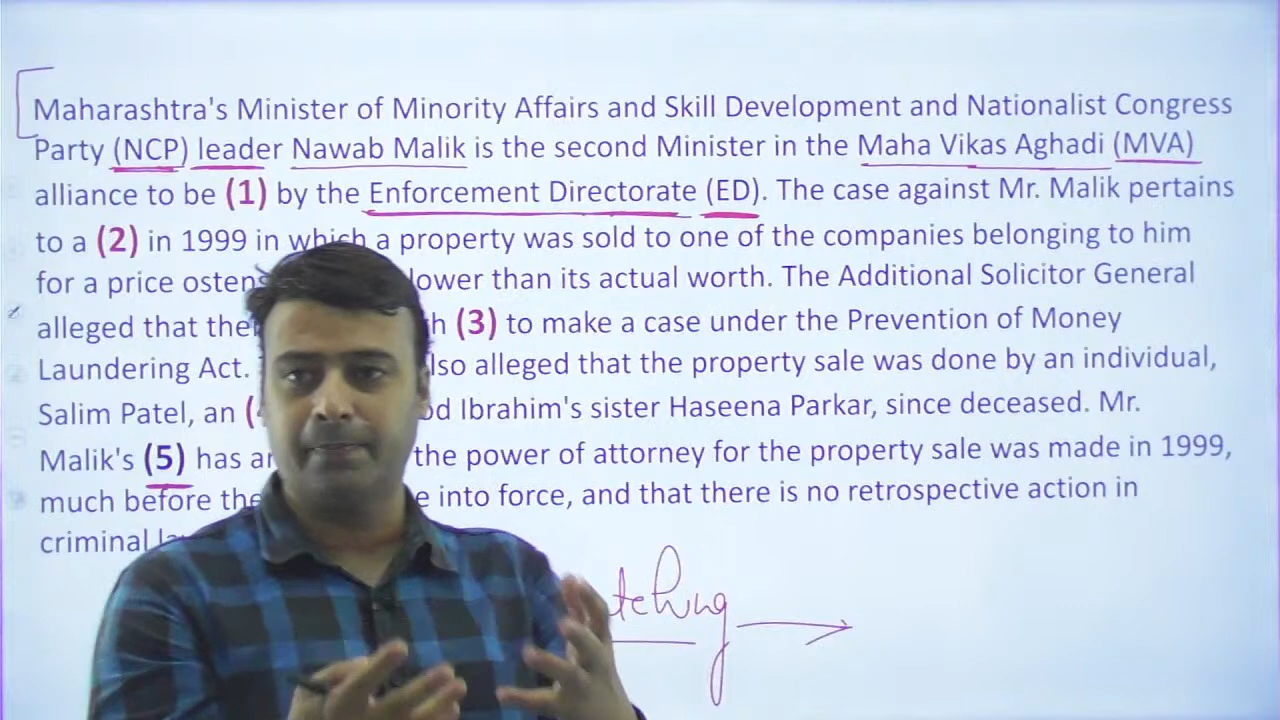 Maharashtra's Minister of Minority Affairs and Skill Development and Nationalist Congress
Party (NCP) leader Nawab Malik is the second Minister in the Maha Vikas Aghadi (MVA)
alliance to be (1) by the Enforcement Directorate (ED). The case against Mr. Malik pertains
to a (2) in 1999 in which a property was sold to one of the companies belonging to him
for a price lower than its actual worth. The Additional Solicitor General
alleged that (3) to make a case under the Prevention of Money
Laundering Act. alleged that the property sale was done by an individual,
Salim Patel, an Ibrahim's sister Haseena Parkar, since deceased. Mr.
Malik's (5) has the power of attorney for the property sale was made in 1999,
much before into force, and that there is no retrospective action in
criminal